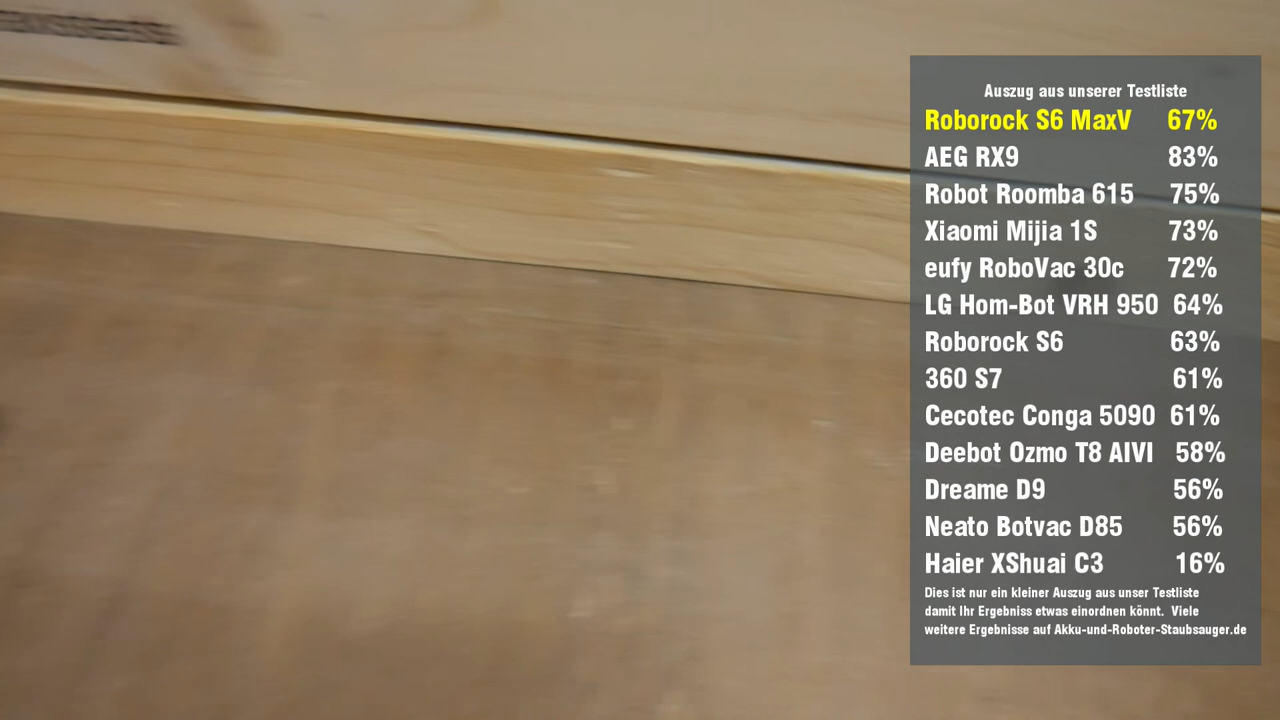 Auszug aus unserer Testliste
Roborock S6 MaxV 67%
AEG RX9 83%
Robot Roomba 615 75%
Xiaomi Mijia 1S 73%
eufy RoboVac 30c 72%
LG Hom-Bot VRH 950 64%
Roborock S6 63%
360 S7 61%
Cecotec Conga 5090 61%
Deebot Ozmo T8 AIVI 58%
Dreame D9 56%
Neato Botvac D85 56%
Haier XShuai C3 16%
Dies ist nur ein kleiner Auszug aus unser Testliste
damit Ihr Ergebniss etwas einordnen könnt. Viele
weitere Ergebnisse auf Akku-und-Roboter-Staubsauger.de